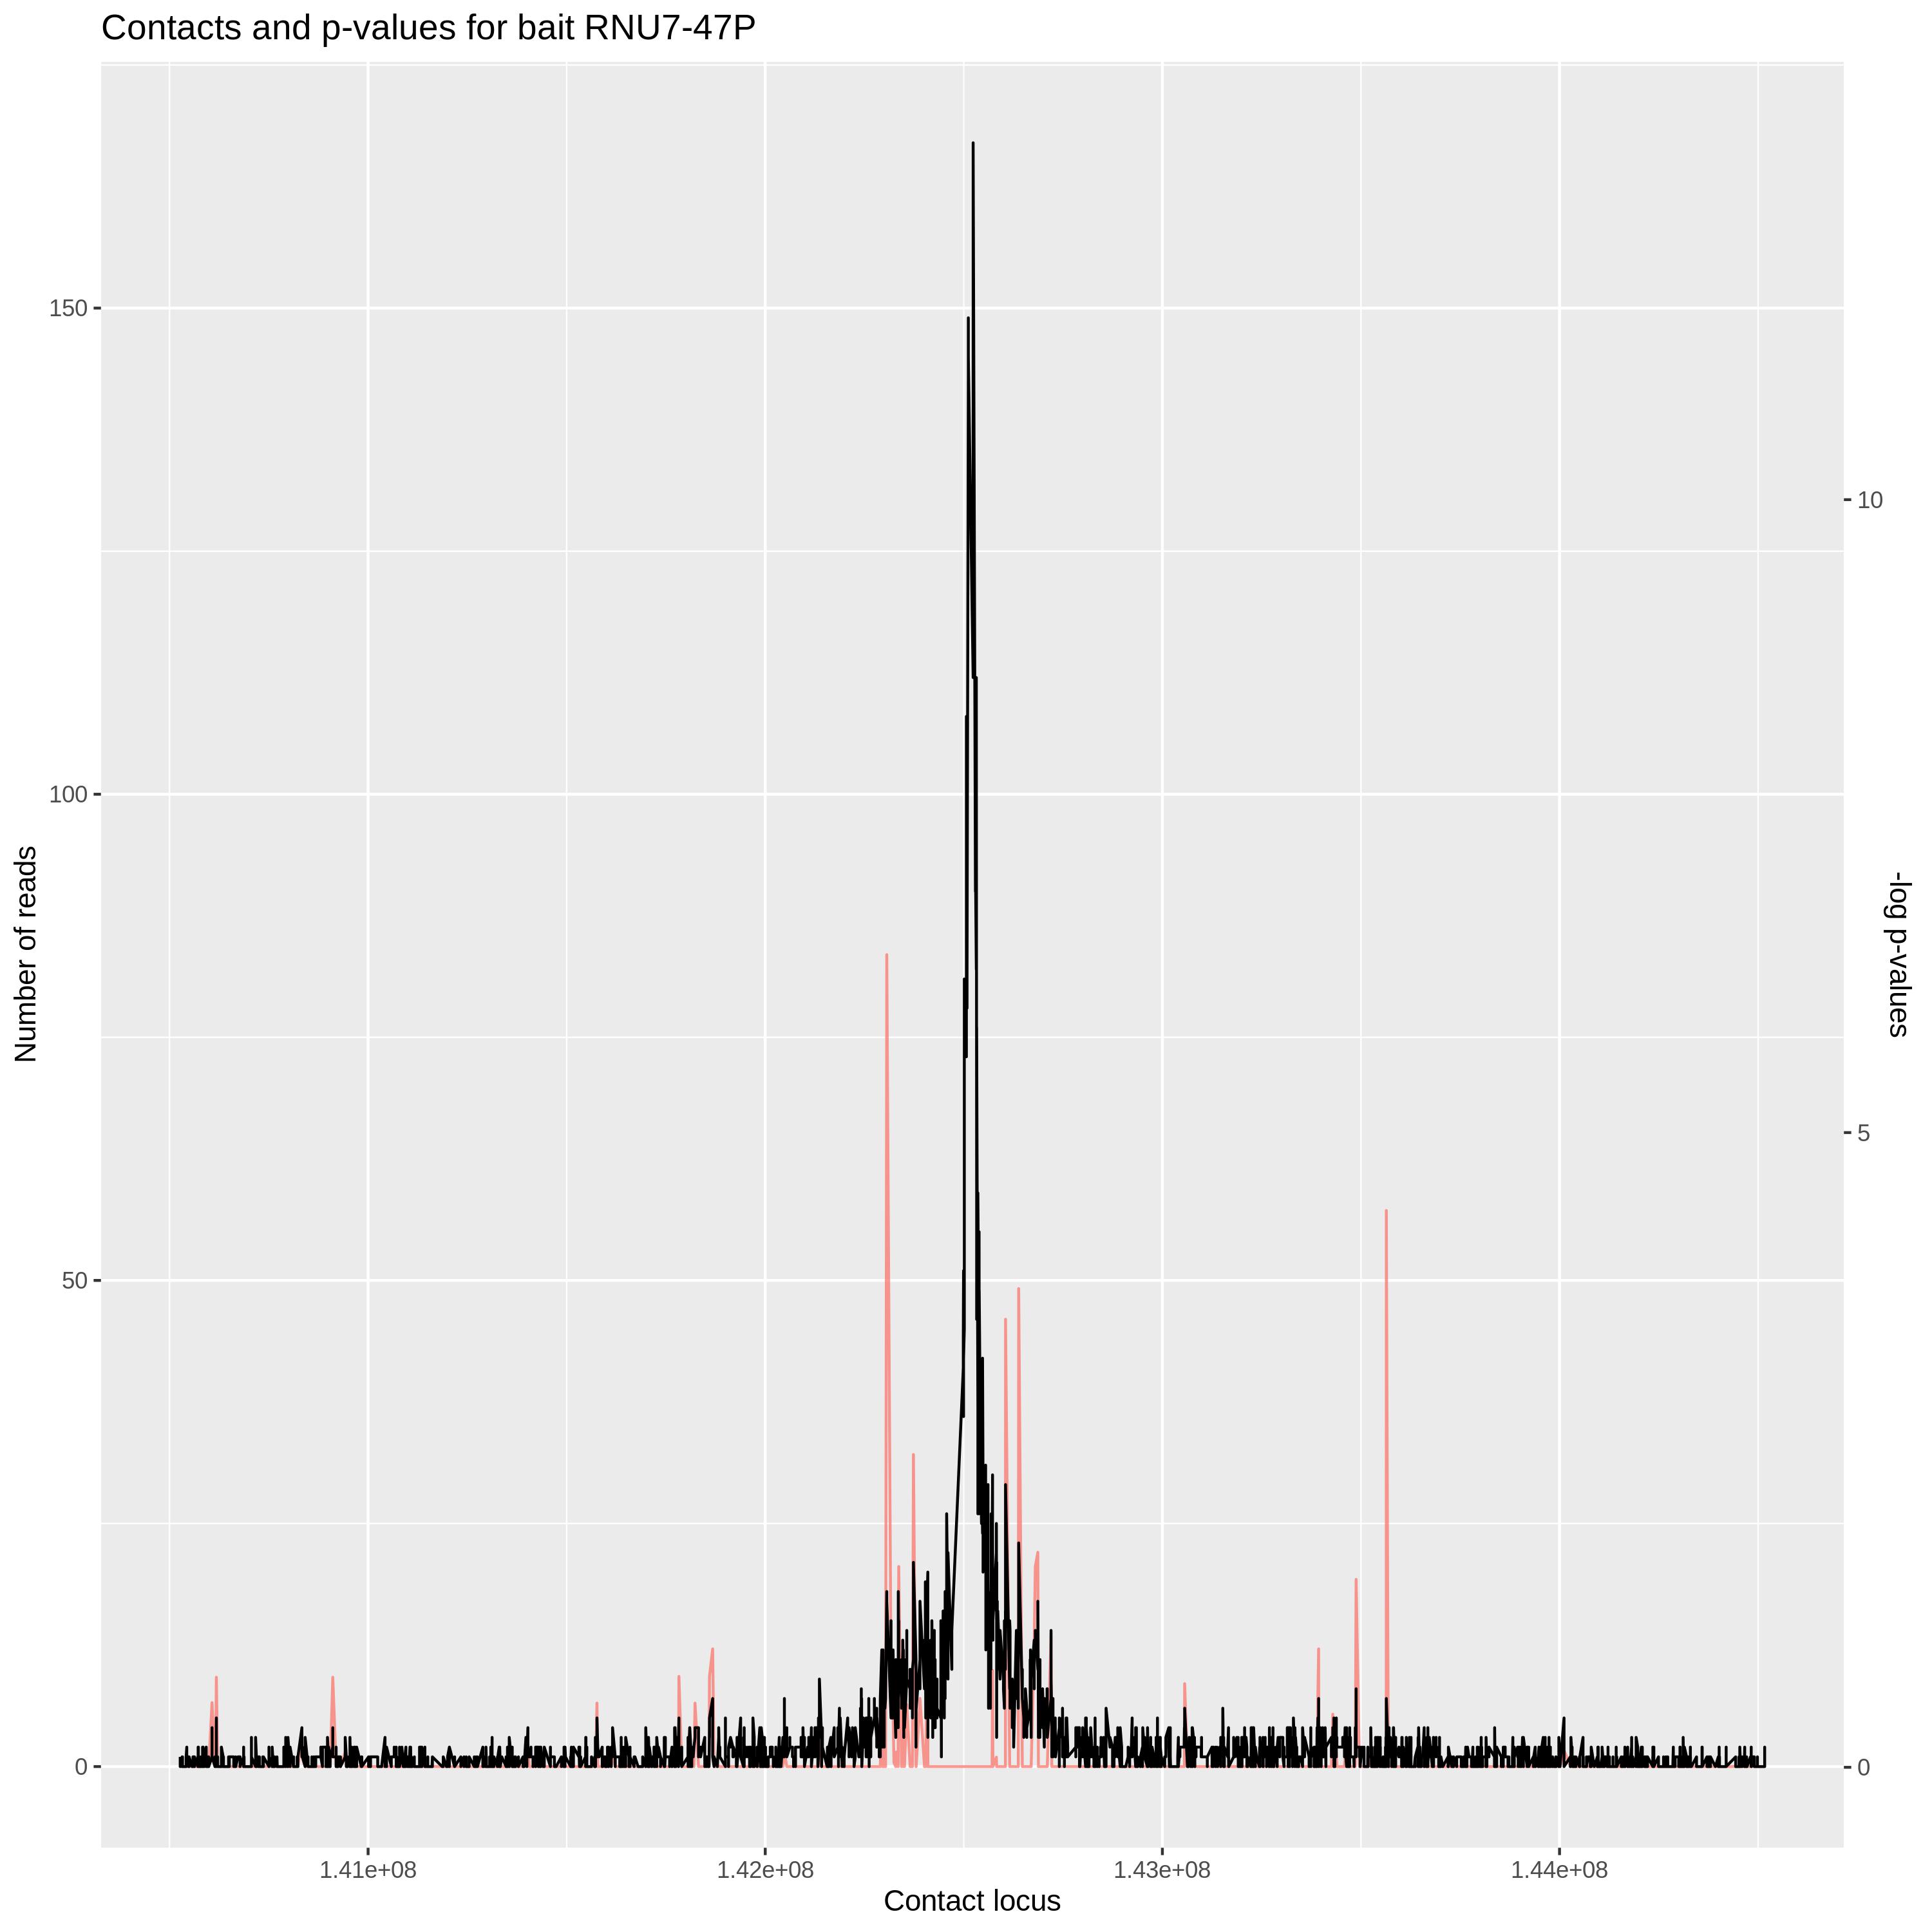 Contacts and p-values for bait RNU7-47P
150
100
50
0
Number of reads
10
5
0
-log p-values
1.41e+08
1.42e+08
1.43e+08
1.44e+08
Contact locus